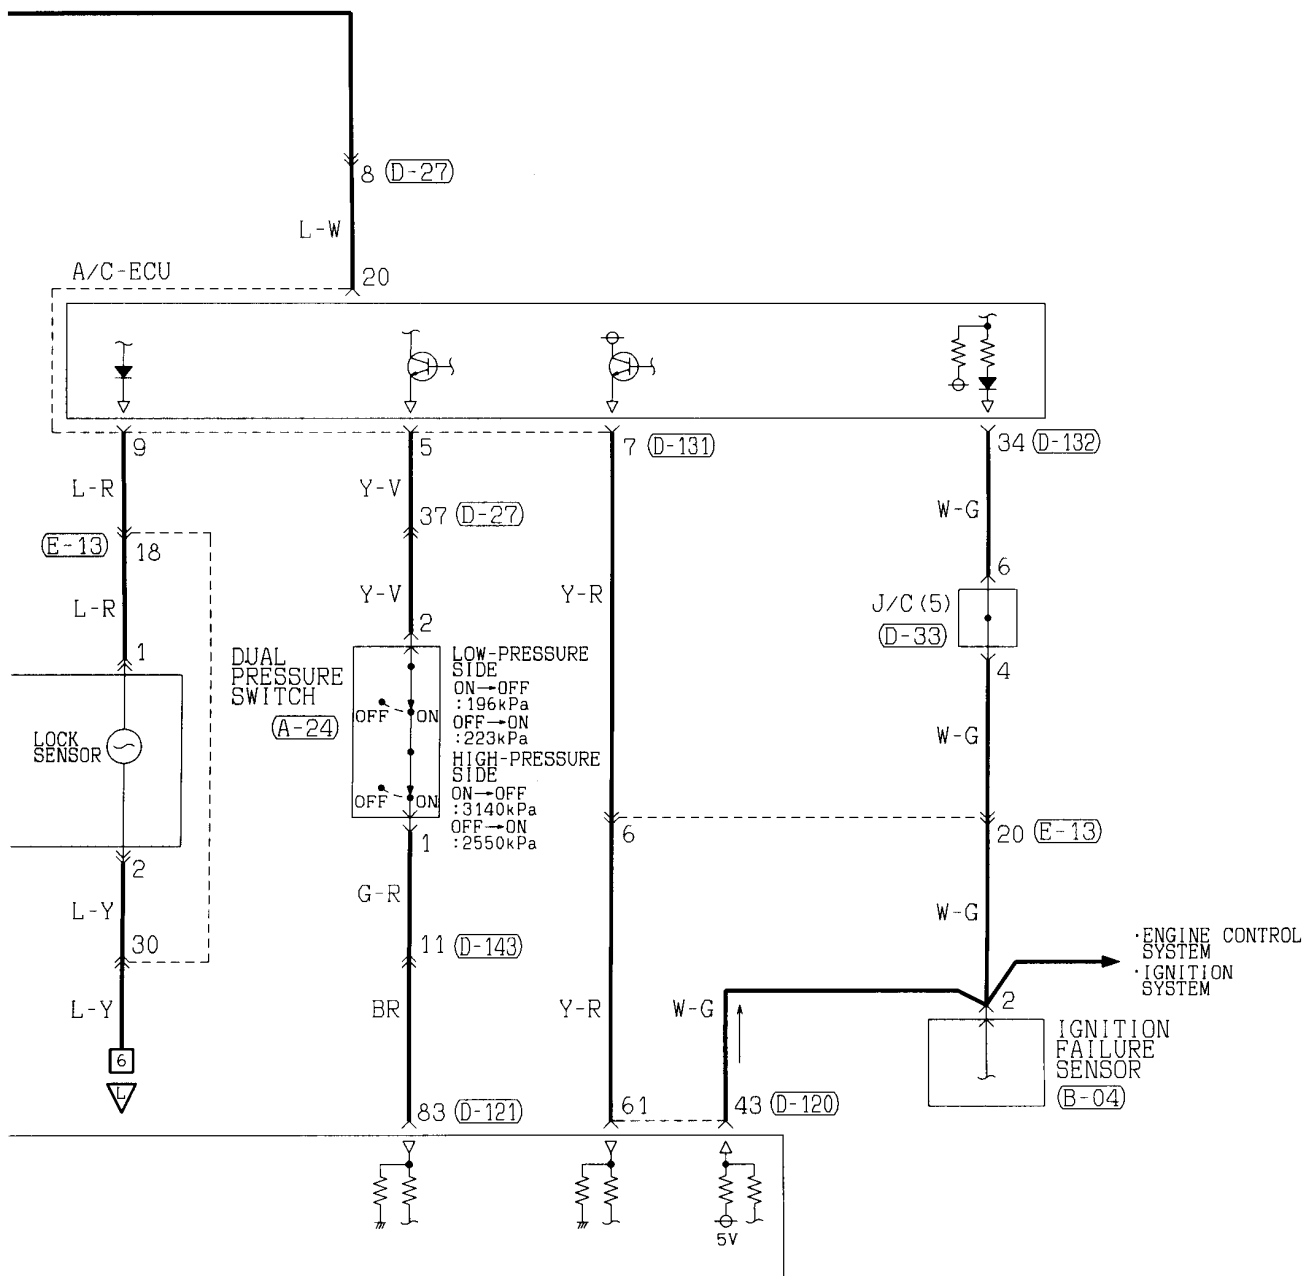 8 (D-27)
L-W
A/C-ECU
20
9
5
7 (D-131)
34 (D-132)
L-R
Y-V
37 (D-27)
W-G
(E-13)
18
6
L-R
Y-V
Y-R
J/C(5)
(D-33)
1
2
4
DUAL
PRESSURE
SWITCH
(A-24)
LOW-PRESSURE
SIDE
ON→OFF
:196kPa
OFF→ON
:223kPa
OFF
ON
HIGH-PRESSURE
SIDE
ON→OFF
:3140kPa
OFF→ON
:2550kPa
OFF
ON
LOCK
SENSOR
W-G
1
6
20 (E-13)
2
G-R
L-Y
W-G
30
11 (D-143)
·ENGINE CONTROL
SYSTEM
·IGNITION
SYSTEM
L-Y
BR
Y-R
W-G
2
IGNITION
FAILURE
SENSOR
(B-04)
6
L
83 (D-121)
61
43 (D-120)
5V